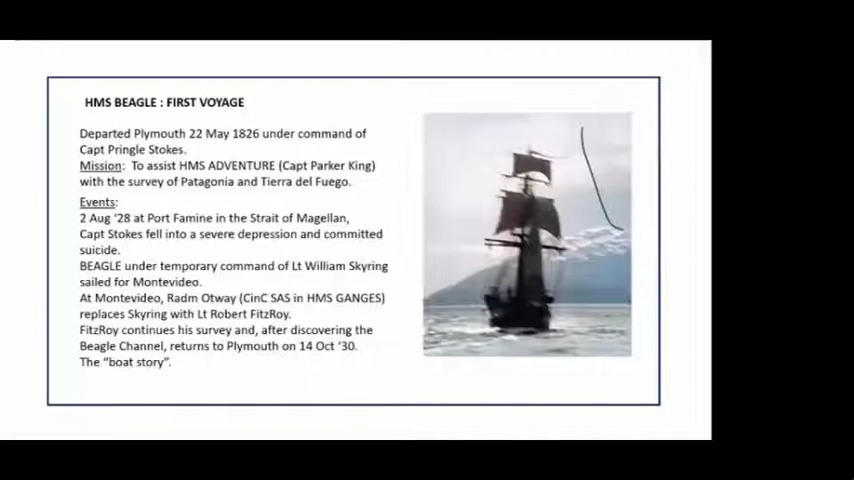 HMS BEAGLE : FIRST VOYAGE
Departed Plymouth 22 May 1826 under command of
Capt Pringle Stokes.
Mission:  To assist HMS ADVENTURE (Capt Parker King)
with the survey of Patagonia and Tierra del Fuego.
Events:
2 Aug ‘28 at Port Famine in the Strait of Magellan,
Capt Stokes fell into a severe depression and committed
suicide.
BEAGLE under temporary command of Lt William Skyring
sailed for Montevideo.
At Montevideo, Radm Otway (CinC SAS in HMS GANGES)
replaces Skyring with Lt Robert FitzRoy.
FitzRoy continues his survey and, after discovering the
Beagle Channel, returns to Plymouth on 14 Oct ‘30.
The “boat story”.